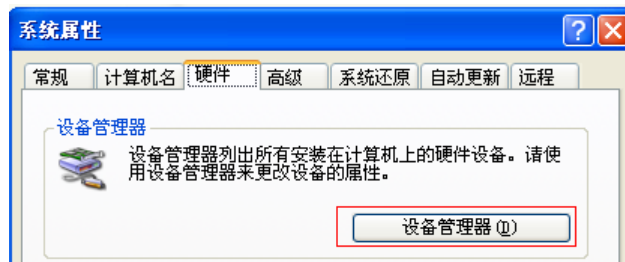 系统属性
常规 计算机名 硬件 高级 系统还原 自动更新 远程
设备管理器
设备管理器列出所有安装在计算机上的硬件设备。请使
用设备管理器来更改设备的属性。
设备管理器(D)